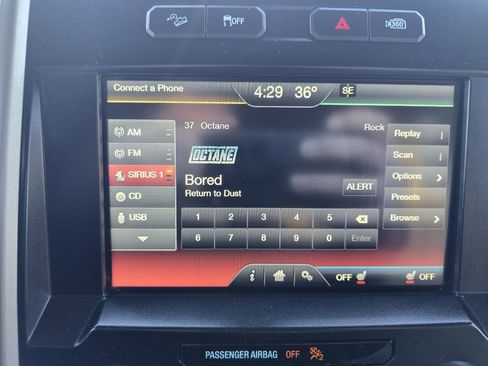 OFF
360
Connect a Phone
4:29 36° SE
37 Octane Rock
AM
FM
SIRIUS 1
CD
USB
OCTANE
Bored
Return to Dust
ALERT
1 2 3 4 5
6 7 8 9 0 Enter
Replay
Scan
Options
Presets
Browse
i OFF OFF
PASSENGER AIRBAG OFF 2